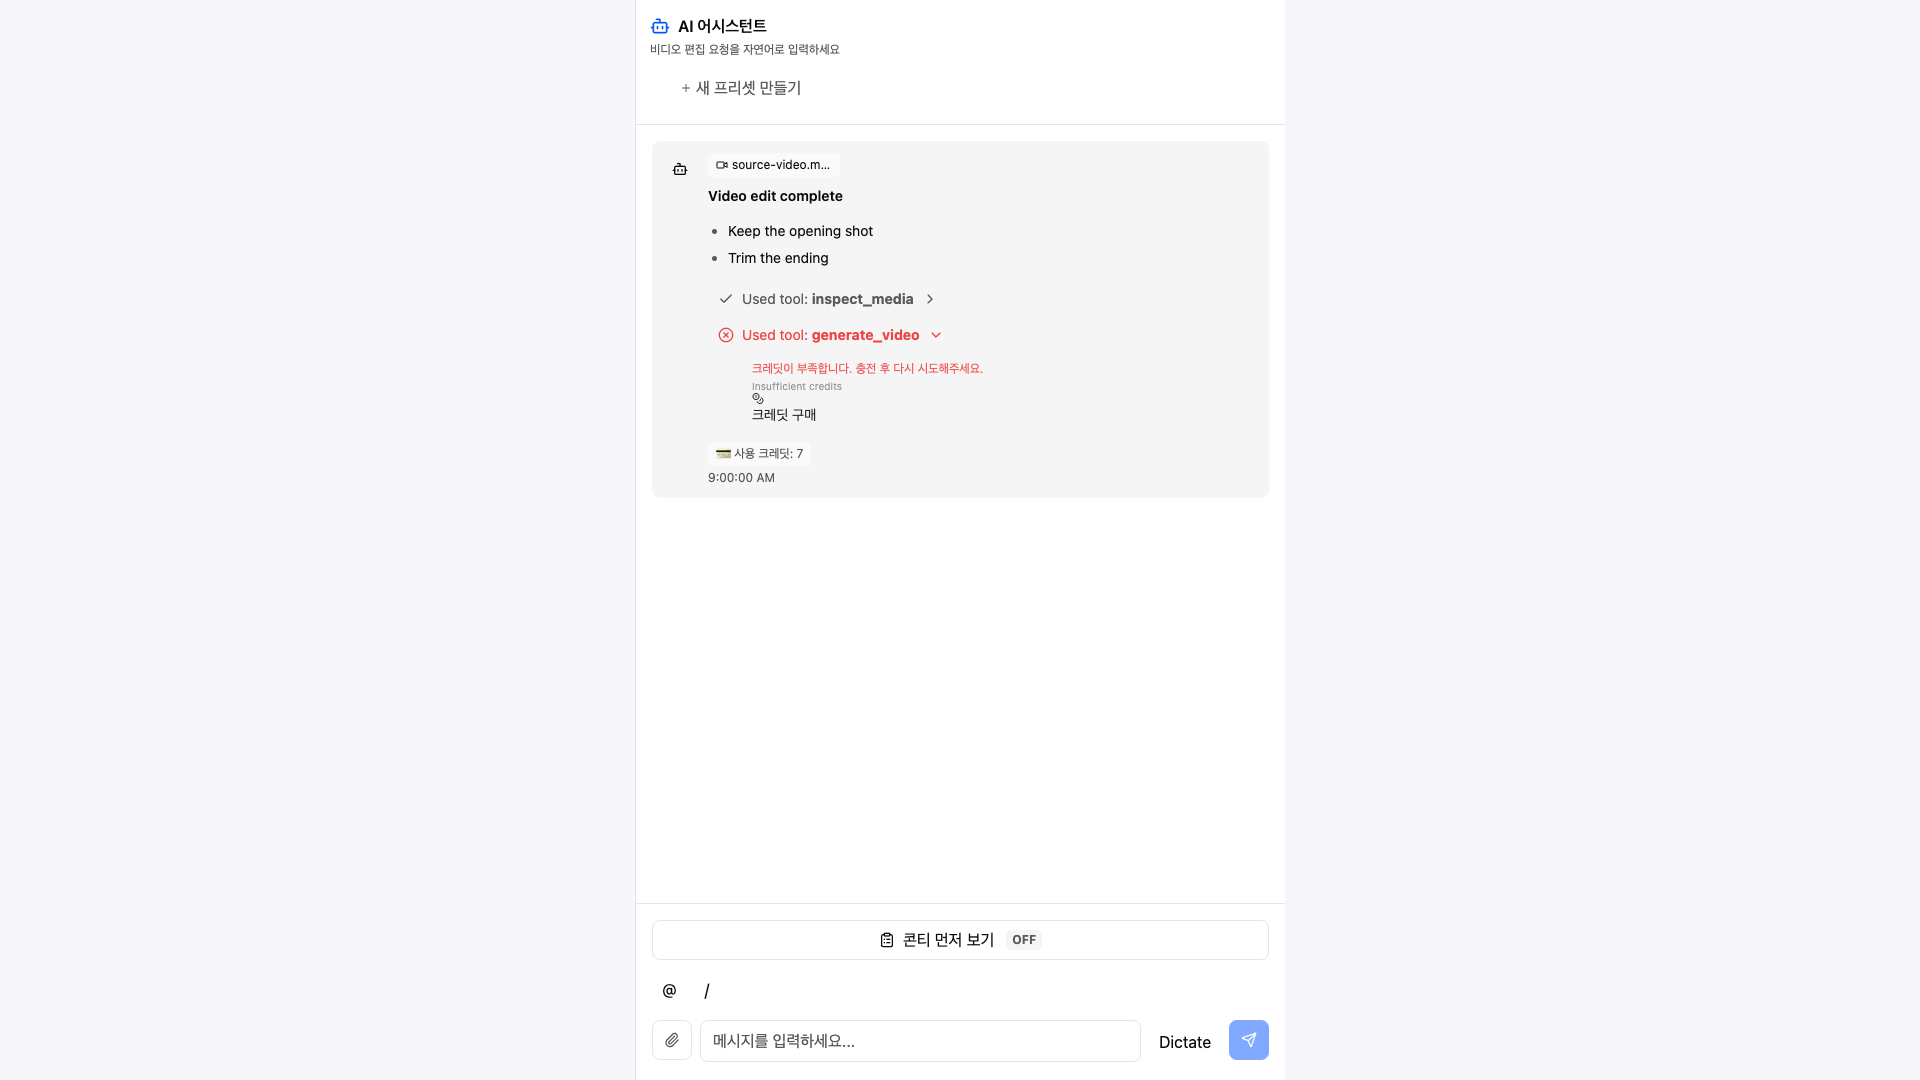 AI 어시스턴트
비디오 편집 요청을 자연어로 입력하세요
+ 새 프리셋 만들기
source-video.m...
Video edit complete
• Keep the opening shot
• Trim the ending
Used tool: inspect_media
Used tool: generate_video
크레딧이 부족합니다. 충전 후 다시 시도해주세요.
Insufficient credits
크레딧 구매
💳 사용 크레딧: 7
9:00:00 AM
콘티 먼저 보기 OFF
@ /
메시지를 입력하세요... Dictate